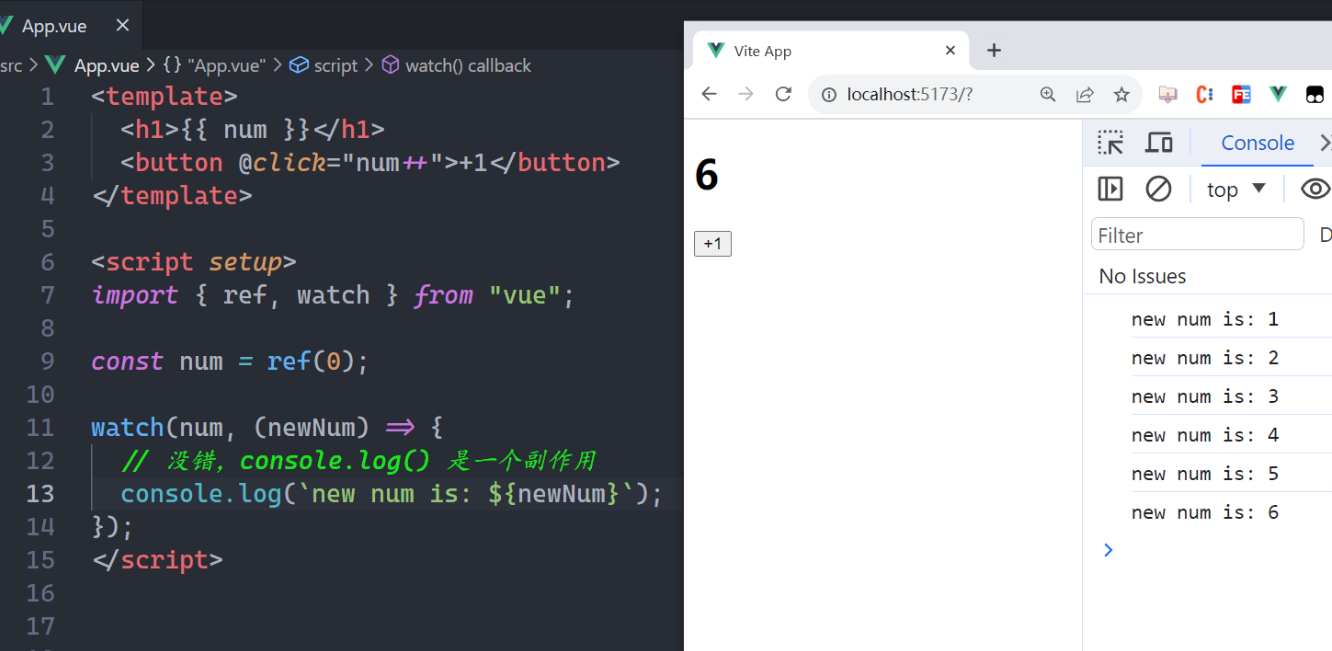 App.vue
src > App.vue > {} "App.vue" > script > watch() callback
1 <template>
2 <h1>{{ num }}</h1>
3 <button @click="num++">+1</button>
4 </template>
5
6 <script setup>
7 import { ref, watch } from "vue";
8
9 const num = ref(0);
10
11 watch(num, (newNum) => {
12 // 没错，console.log() 是一个副作用
13 console.log(`new num is: ${newNum}`);
14 });
15 </script>
16
17
Vite App
localhost:5173/?
6
+1
Console
top
Filter
No Issues
new num is: 1
new num is: 2
new num is: 3
new num is: 4
new num is: 5
new num is: 6